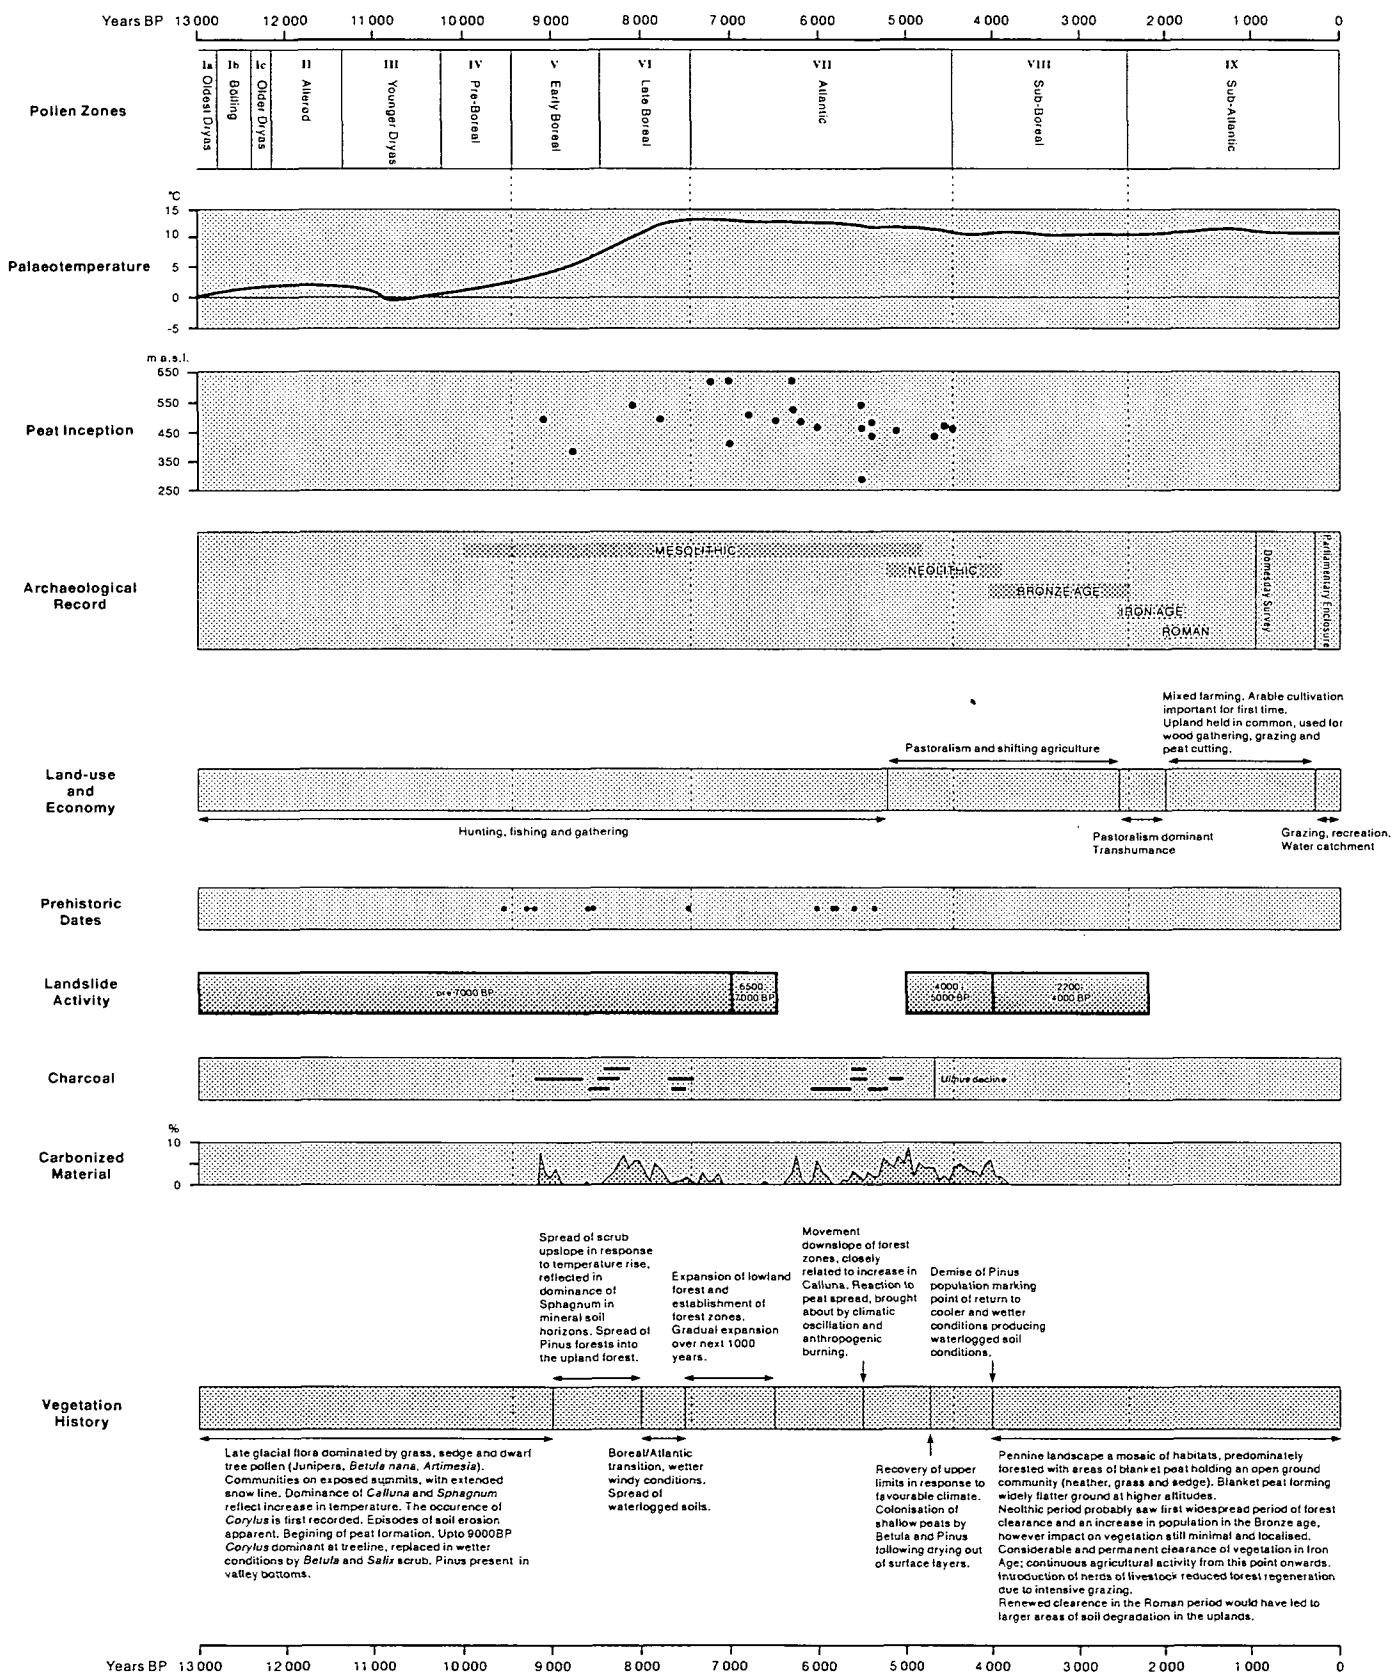 Years BP 13 000 12 000 11 000 10 000 9 000 8 000 7 000 6 000 5 000 4 000 3 000 2 000 1 000 0
Pollen Zones
Ia Ib Ic II III IV V VI VII VIII IX
Oldest Dryas
Bolling
Older Dryas
Allerød
Younger Dryas
Pre-Boreal
Early Boreal
Late Boreal
Atlantic
Sub-Boreal
Sub-Atlantic
°C
15
10
5
0
-5
Palaeotemperature
m a.s.l.
650
550
450
350
250
Peat Inception
Archaeological
Record
MESOLITHIC
NEOLITHIC
BRONZE AGE
IRON AGE
ROMAN
Domesday Survey
Parliamentary Enclosure
Land-use
and
Economy
Mixed farming. Arable cultivation
important for first time.
Upland held in common, used for
wood gathering, grazing and
peat cutting.
Pastoralism and shifting agriculture
Hunting, fishing and gathering
Pastoralism dominant
Transhumance
Grazing, recreation.
Water catchment
Prehistoric
Dates
Landslide
Activity
pre 7000 BP
6500
7000 BP
4000
5000 BP
2200
4000 BP
Charcoal
Ulmus decline
%
10
0
Carbonized
Material
Spread of scrub
upslope in response
to temperature rise,
reflected in
dominance of
Sphagnum in
mineral soil
horizons. Spread of
Pinus forests into
the upland forest.
Expansion of lowland
forest and
establishment of
forest zones.
Gradual expansion
over next 1000
years.
Movement
downslope of forest
zones, closely
related to increase in
Calluna. Reaction to
peat spread, brought
about by climatic
oscillation and
anthropogenic
burning.
Demise of Pinus
population marking
point of return to
cooler and wetter
conditions producing
waterlogged soil
conditions.
Vegetation
History
Late glacial flora dominated by grass, sedge and dwarf
tree pollen (Junipers, Betula nana, Artimesia).
Communities on exposed summits, with extended
snow line. Dominance of Calluna and Sphagnum
reflect increase in temperature. The occurence of
Corylus is first recorded. Episodes of soil erosion
apparent. Begining of peat formation. Upto 9000BP
Corylus dominant at treeline, replaced in wetter
conditions by Betula and Salix scrub. Pinus present in
valley bottoms.
Boreal/Atlantic
transition, wetter
windy conditions.
Spread of
waterlogged soils.
Recovery of upper
limits in response to
favourable climate.
Colonisation of
shallow peats by
Betula and Pinus
following drying out
of surface layers.
Pennine landscape a mosaic of habitats, predominately
forested with areas of blanket peat holding an open ground
community (heather, grass and sedge). Blanket peat forming
widely flatter ground at higher altitudes.
Neolthic period probably saw first widespread period of forest
clearance and an increase in population in the Bronze age,
however impact on vegetation still minimal and localised.
Considerable and permanent clearance of vegetation in Iron
Age; continuous agricultural activity from this point onwards.
Introduction of herds of livestock reduced forest regeneration
due to intensive grazing.
Renewed clearence in the Roman period would have led to
larger areas of soil degradation in the uplands.
Years BP 13 000 12 000 11 000 10 000 9 000 8 000 7 000 6 000 5 000 4 000 3 000 2 000 1 000 0